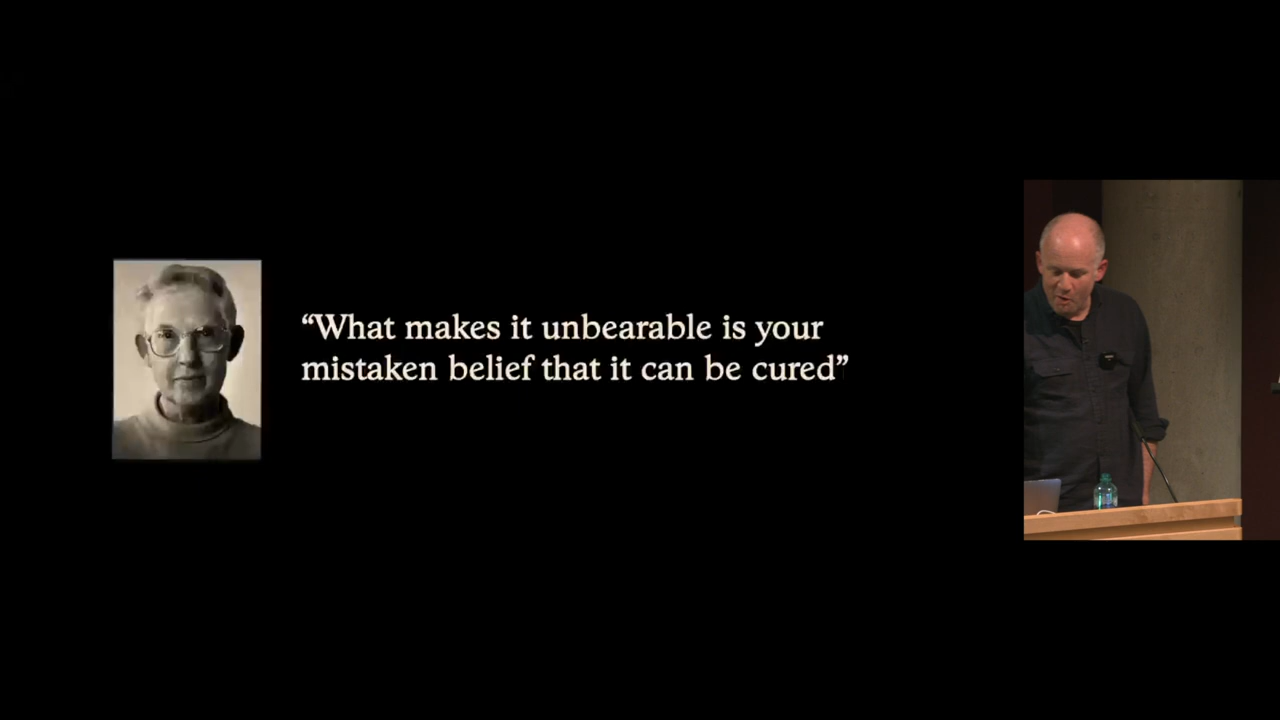 “What makes it unbearable is your
mistaken belief that it can be cured”